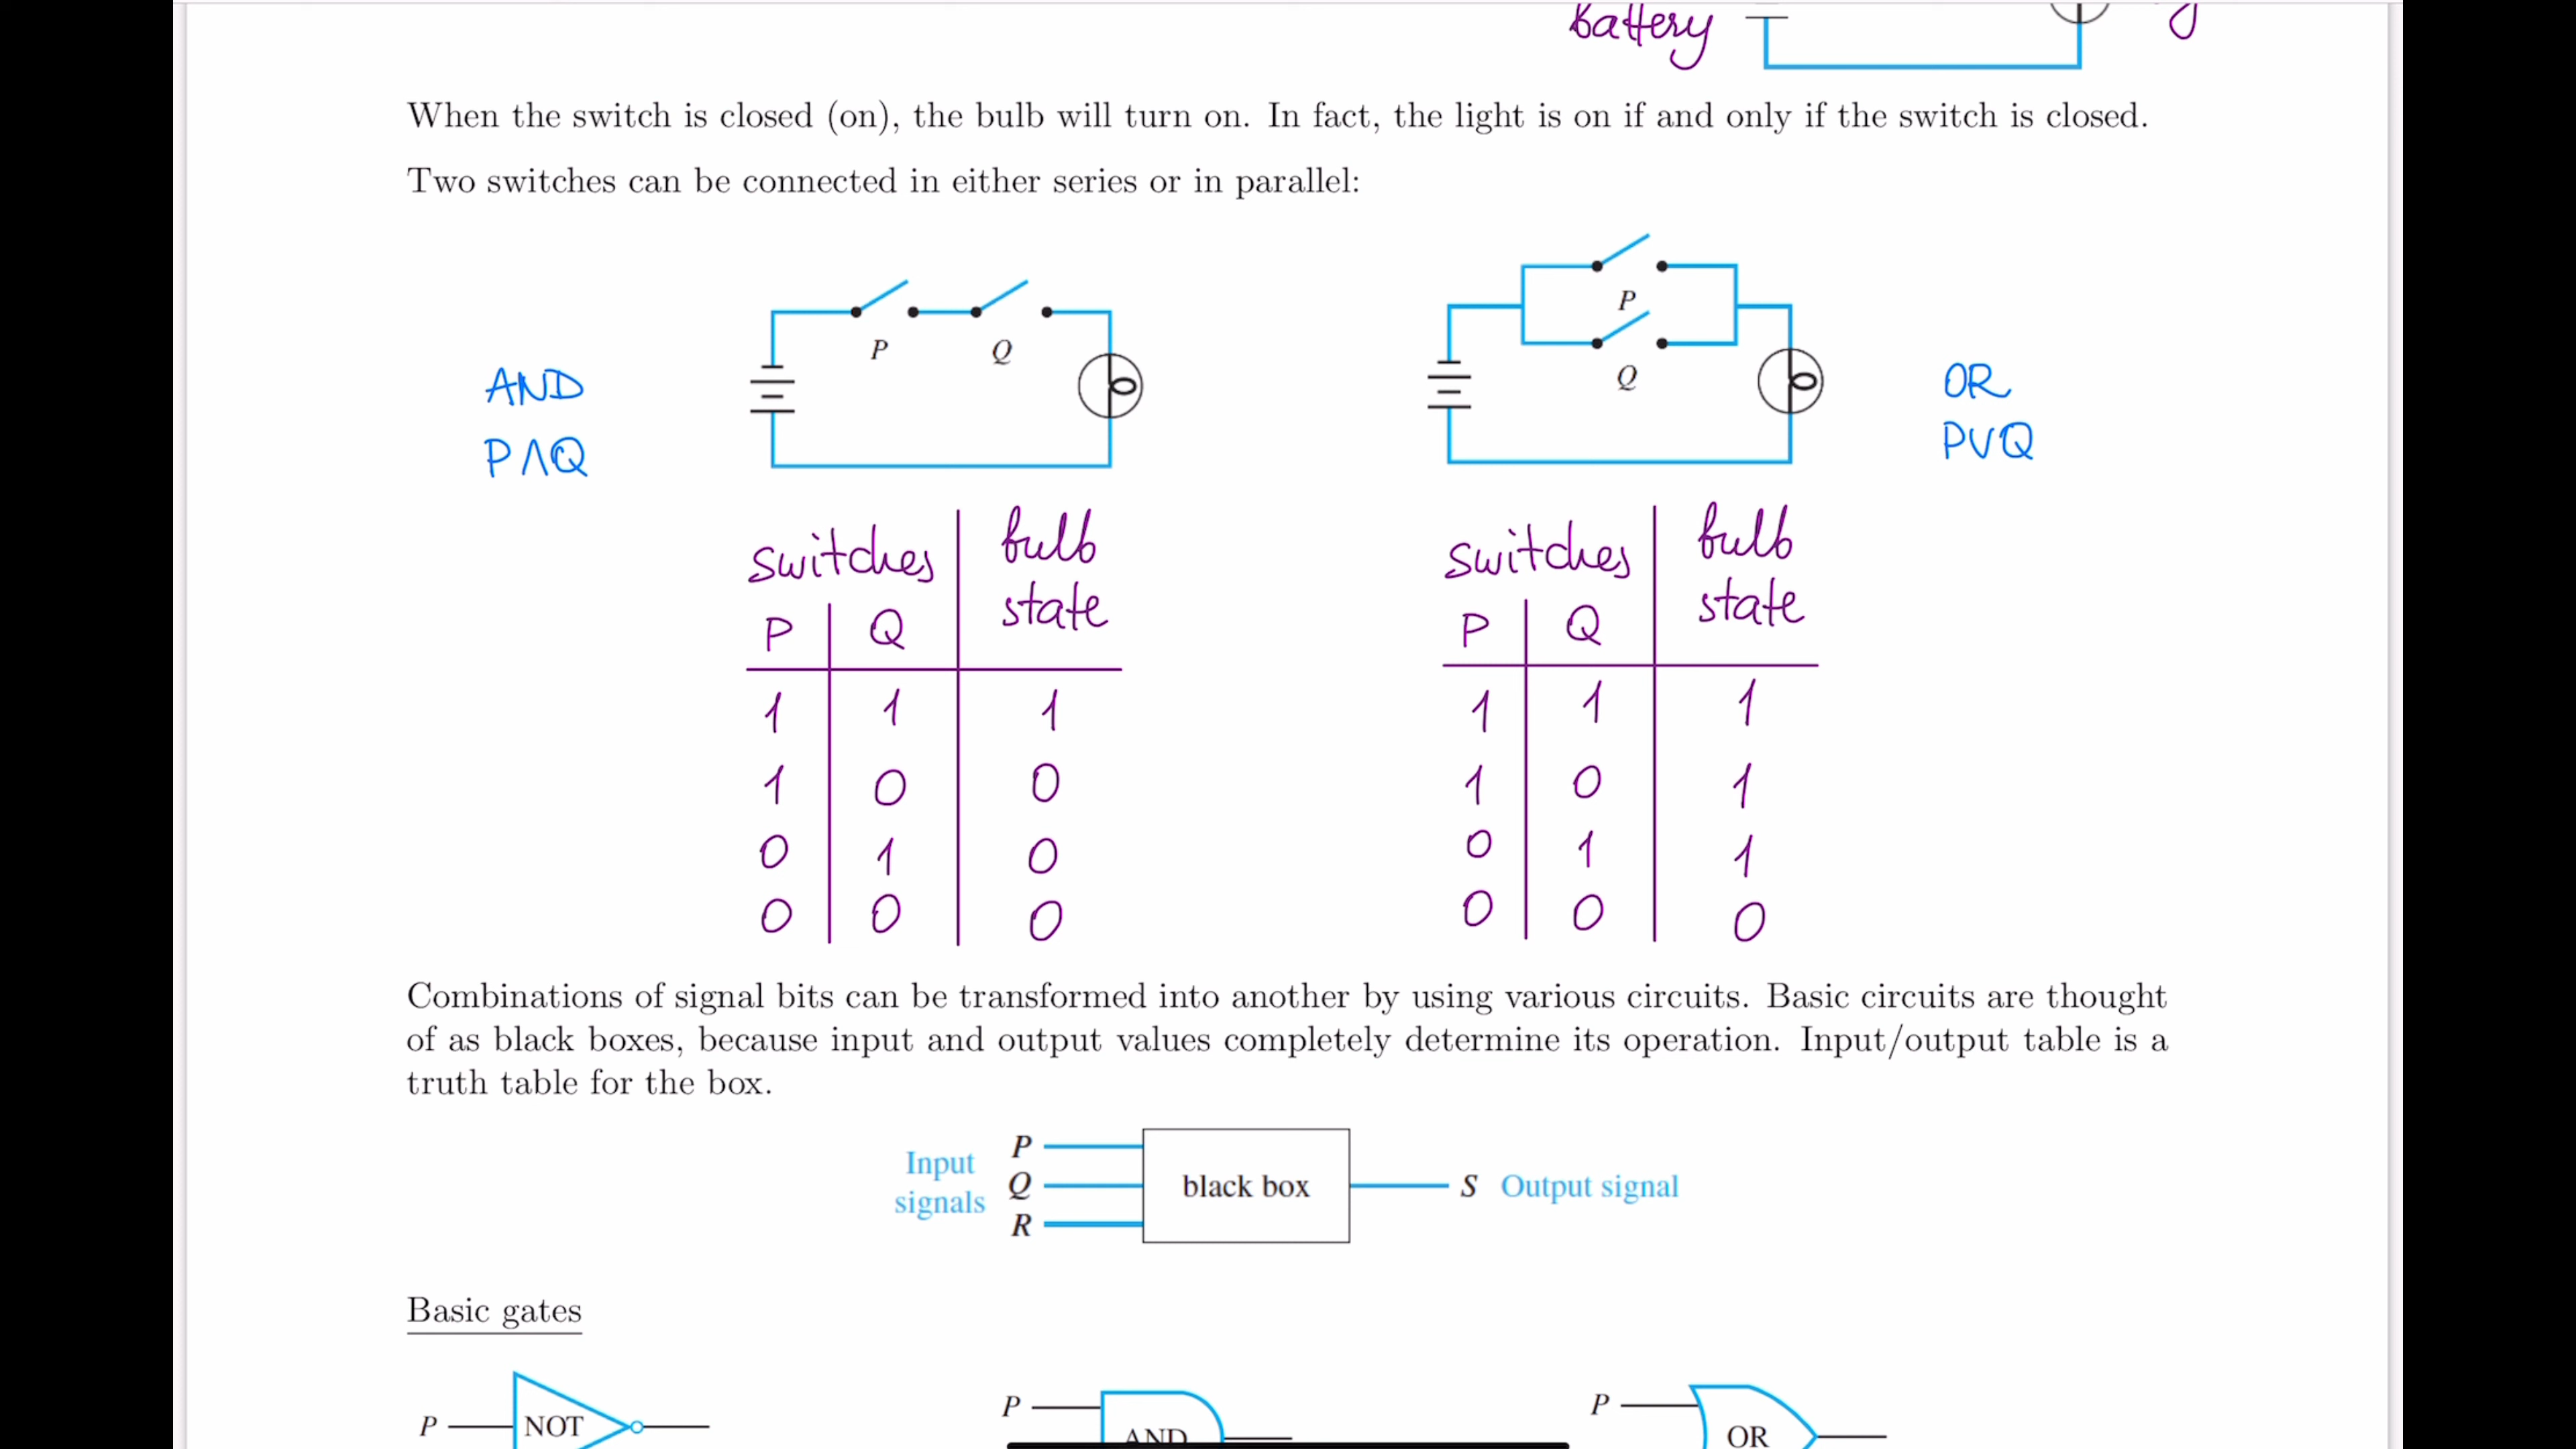 battery
When the switch is closed (on), the bulb will turn on. In fact, the light is on if and only if the switch is closed.
Two switches can be connected in either series or in parallel:
P Q
P
Q
AND
P∧Q
OR
P∨Q
switches | bulb state
P | Q
1 | 1 | 1
1 | 0 | 0
0 | 1 | 0
0 | 0 | 0
switches | bulb state
P | Q
1 | 1 | 1
1 | 0 | 1
0 | 1 | 1
0 | 0 | 0
Combinations of signal bits can be transformed into another by using various circuits. Basic circuits are thought
of as black boxes, because input and output values completely determine its operation. Input/output table is a
truth table for the box.
Input
signals
P
Q
R
black box
S Output signal
Basic gates
P NOT
P AND
P OR